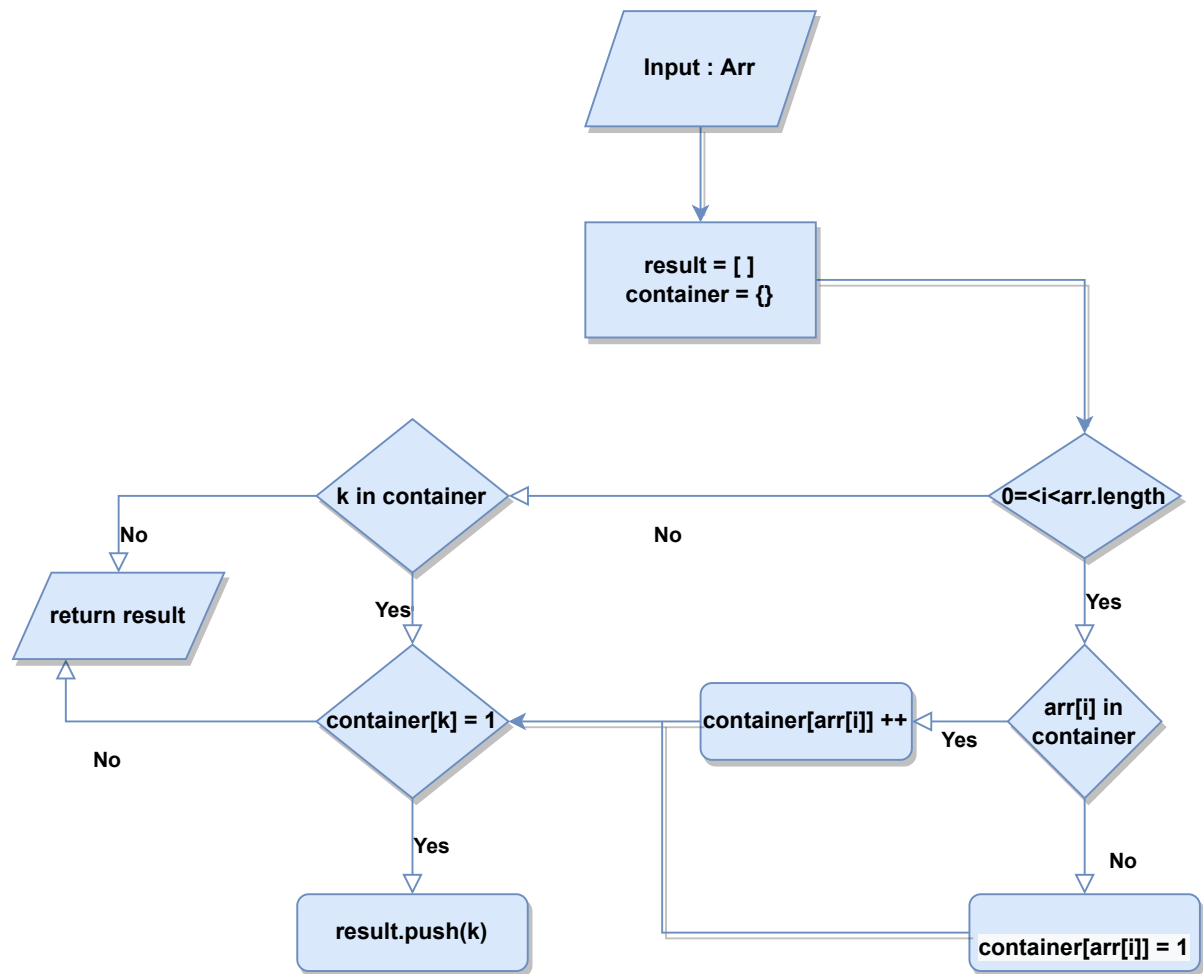 Input : Arr
result = [ ]
container = {}
k in container
0=<i<arr.length
No
No
return result
Yes
Yes
container[k] = 1
container[arr[i]] ++
arr[i] in
container
Yes
No
Yes
No
result.push(k)
container[arr[i]] = 1